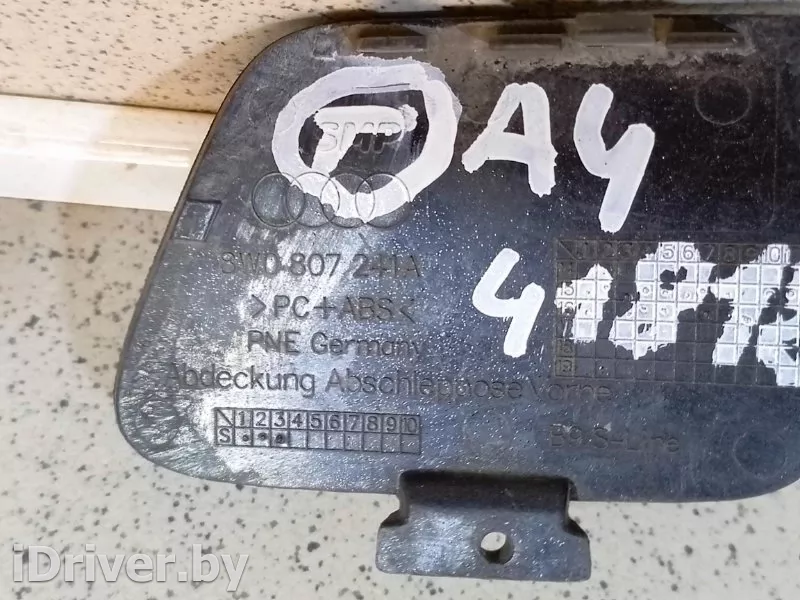 SMP
A4
8W0 807 241A
4
>PC+ABS<
PNE Germany
Abdeckung Abschleppöse Vorne
1 2 3 4 5 6 7 8 9 10
S
B9 S-Line
iDriver.by